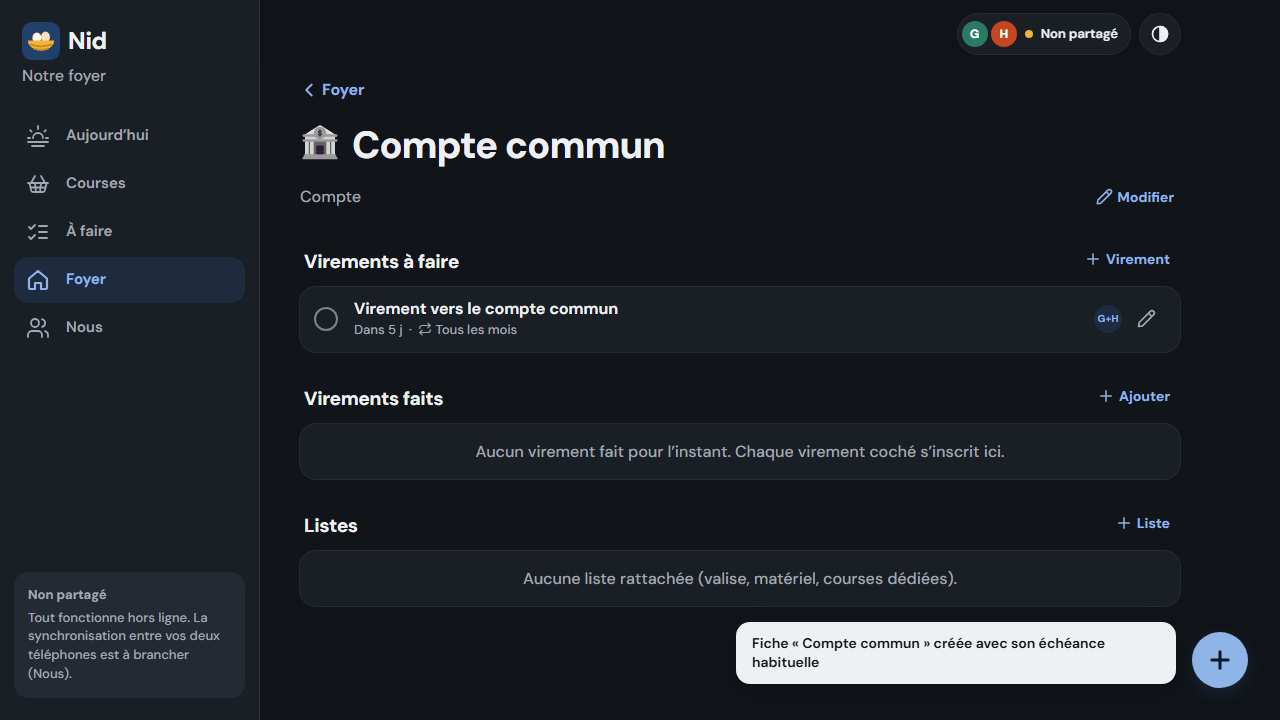 Nid
Notre foyer
Aujourd’hui
Courses
À faire
Foyer
Nous
Non partagé
Tout fonctionne hors ligne. La
synchronisation entre vos deux
téléphones est à brancher
(Nous).
G H Non partagé
Foyer
Compte commun
Compte
Modifier
Virements à faire
Virement
Virement vers le compte commun
Dans 5 j · Tous les mois
G+H
Virements faits
Ajouter
Aucun virement fait pour l’instant. Chaque virement coché s’inscrit ici.
Listes
Liste
Aucune liste rattachée (valise, matériel, courses dédiées).
Fiche « Compte commun » créée avec son échéance
habituelle